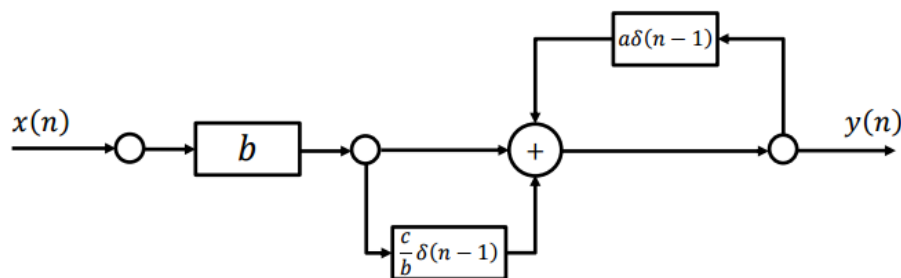 aδ(n − 1)
x(n)
y(n)
b
+
c/b δ(n − 1)